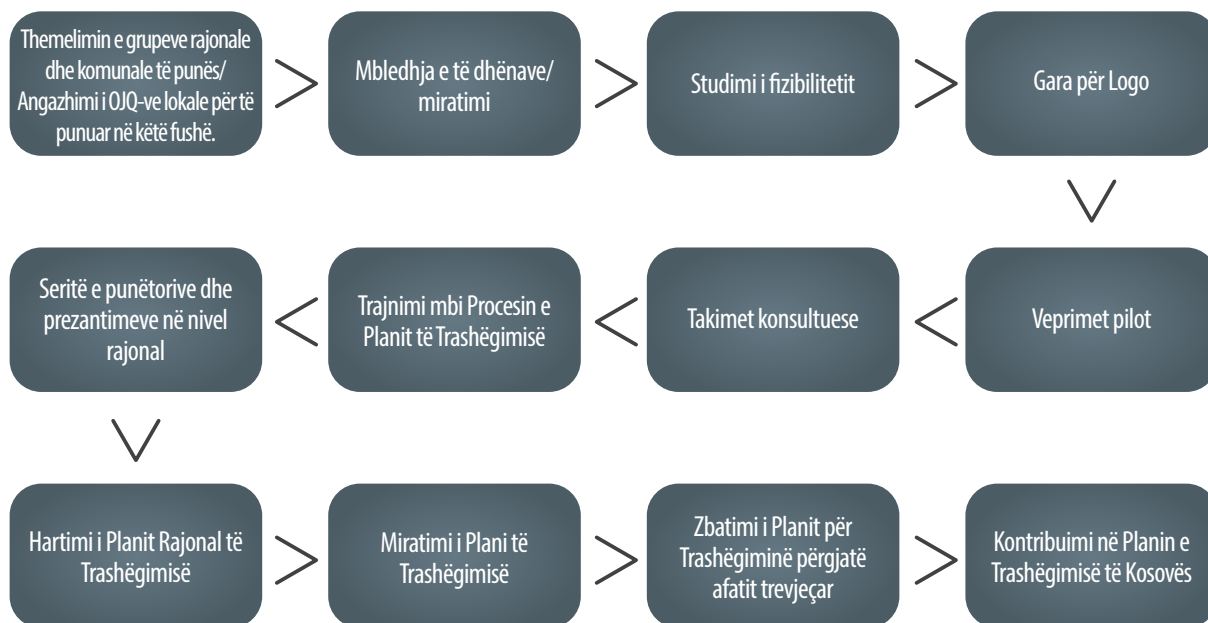 Themelimin e grupeve rajonale
dhe komunale të punës/
Angazhimi i OJQ-ve lokale për të
punuar në këtë fushë.
Mbledhja e të dhënave/
miratimi
Studimi i fizibilitetit
Gara për Logo
Veprimet pilot
Takimet konsultuese
Trajnimi mbi Procesin e
Planit të Trashëgimisë
Seritë e punëtorive dhe
prezantimeve në nivel
rajonal
Hartimi i Planit Rajonal të
Trashëgimisë
Miratimi i Plani të
Trashëgimisë
Zbatimi i Planit për
Trashëgiminë përgjatë
afatit trevjeçar
Kontribuimi në Planin e
Trashëgimisë të Kosovës